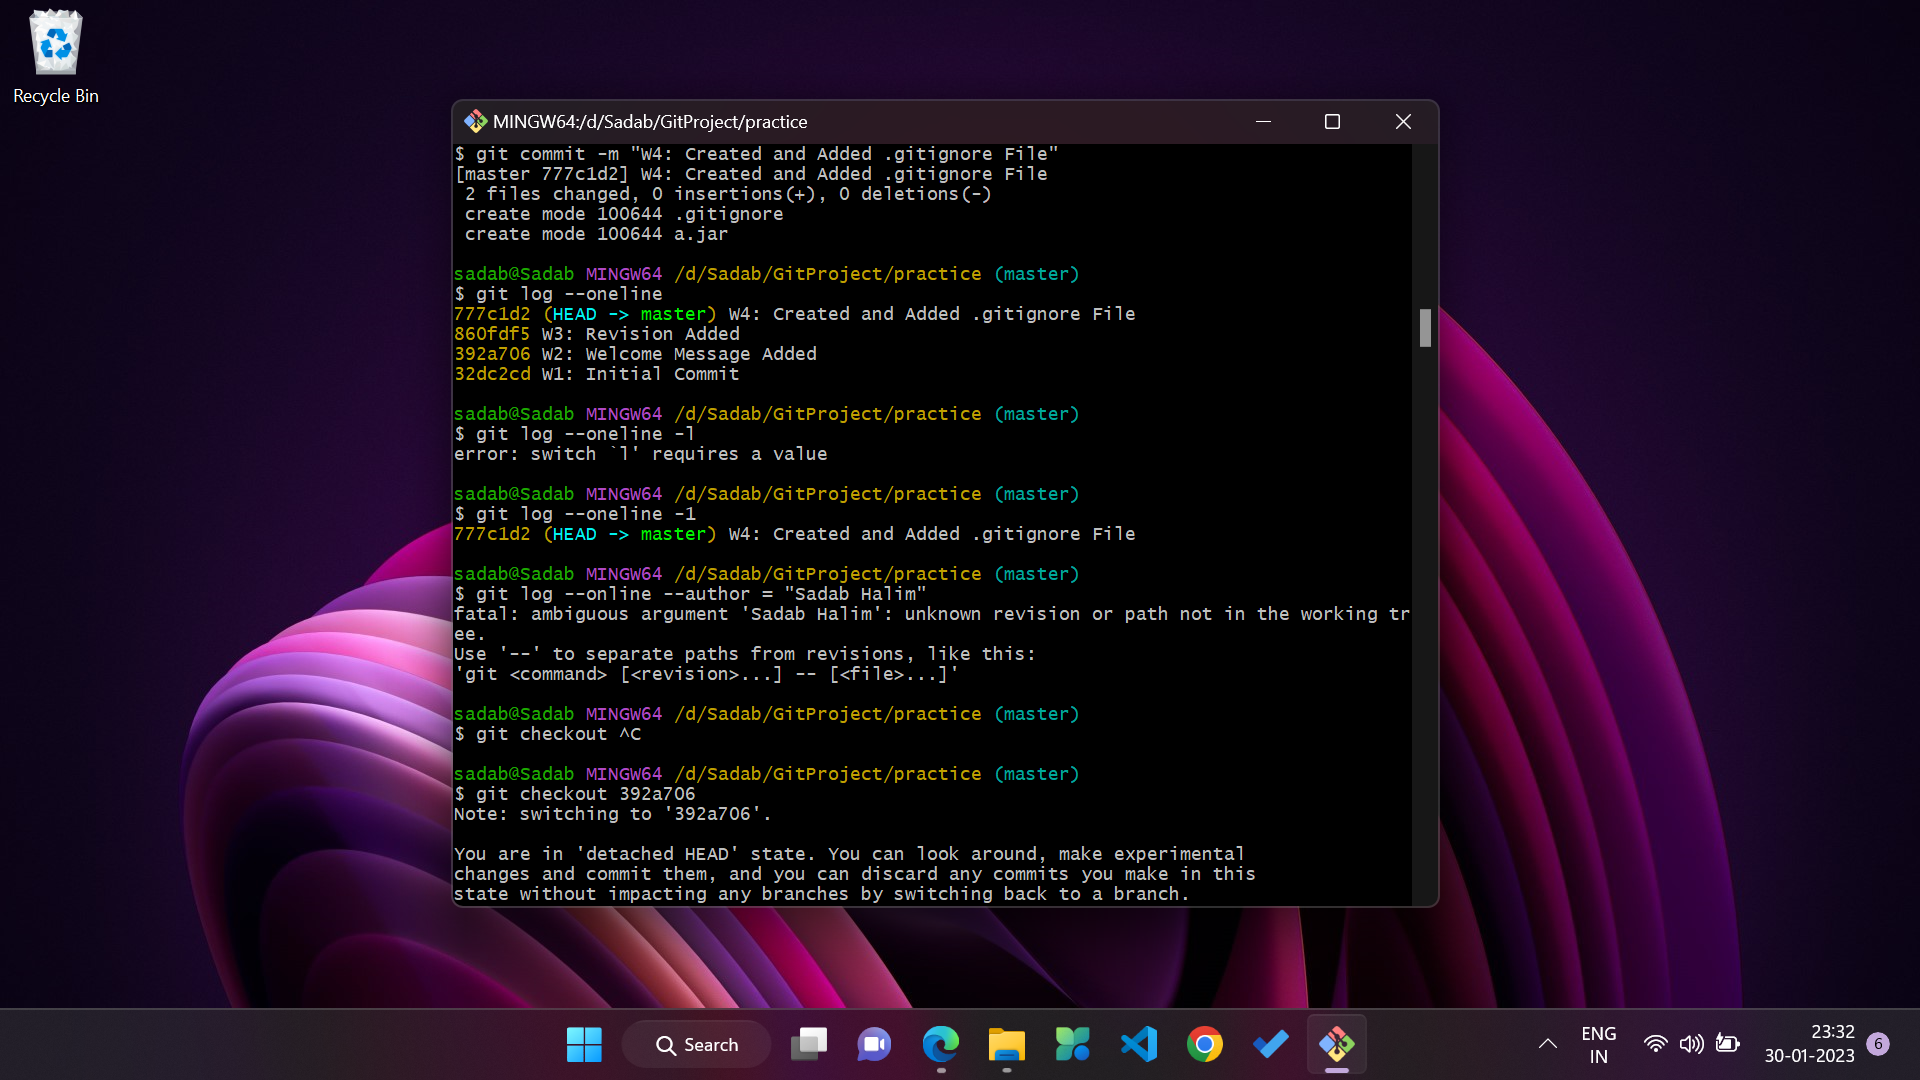 Recycle Bin
MINGW64:/d/Sadab/GitProject/practice
$ git commit -m "W4: Created and Added .gitignore File"
[master 777c1d2] W4: Created and Added .gitignore File
 2 files changed, 0 insertions(+), 0 deletions(-)
 create mode 100644 .gitignore
 create mode 100644 a.jar
sadab@Sadab MINGW64 /d/Sadab/GitProject/practice (master)
$ git log --oneline
777c1d2 (HEAD -> master) W4: Created and Added .gitignore File
860fdf5 W3: Revision Added
392a706 W2: Welcome Message Added
32dc2cd W1: Initial Commit
sadab@Sadab MINGW64 /d/Sadab/GitProject/practice (master)
$ git log --oneline -l
error: switch `l' requires a value
sadab@Sadab MINGW64 /d/Sadab/GitProject/practice (master)
$ git log --oneline -1
777c1d2 (HEAD -> master) W4: Created and Added .gitignore File
sadab@Sadab MINGW64 /d/Sadab/GitProject/practice (master)
$ git log --online --author = "Sadab Halim"
fatal: ambiguous argument 'Sadab Halim': unknown revision or path not in the working tr
ee.
Use '--' to separate paths from revisions, like this:
'git <command> [<revision>...] -- [<file>...]'
sadab@Sadab MINGW64 /d/Sadab/GitProject/practice (master)
$ git checkout ^C
sadab@Sadab MINGW64 /d/Sadab/GitProject/practice (master)
$ git checkout 392a706
Note: switching to '392a706'.
You are in 'detached HEAD' state. You can look around, make experimental
changes and commit them, and you can discard any commits you make in this
state without impacting any branches by switching back to a branch.
Search
ENG
IN
23:32
30-01-2023
6